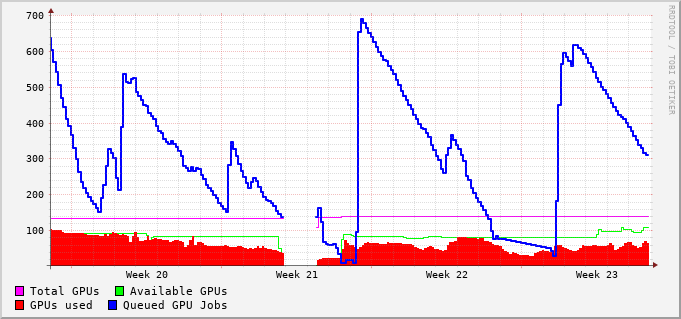 700
600
500
400
300
200
100
Week 20 Week 21 Week 22 Week 23
Total GPUs Available GPUs
GPUs used Queued GPU Jobs
RRDTOOL / TOBI OETIKER